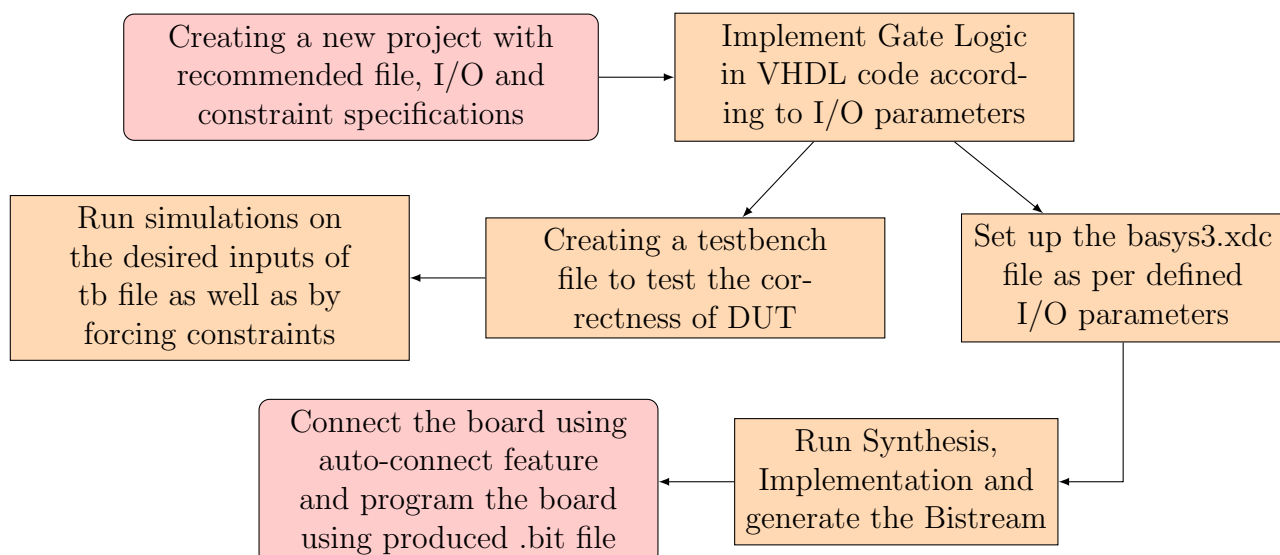 Creating a new project with
recommended file, I/O and
constraint specifications
Implement Gate Logic
in VHDL code accord-
ing to I/O parameters
Run simulations on
the desired inputs of
tb file as well as by
forcing constraints
Creating a testbench
file to test the cor-
rectness of DUT
Set up the basys3.xdc
file as per defined
I/O parameters
Connect the board using
auto-connect feature
and program the board
using produced .bit file
Run Synthesis,
Implementation and
generate the Bistream